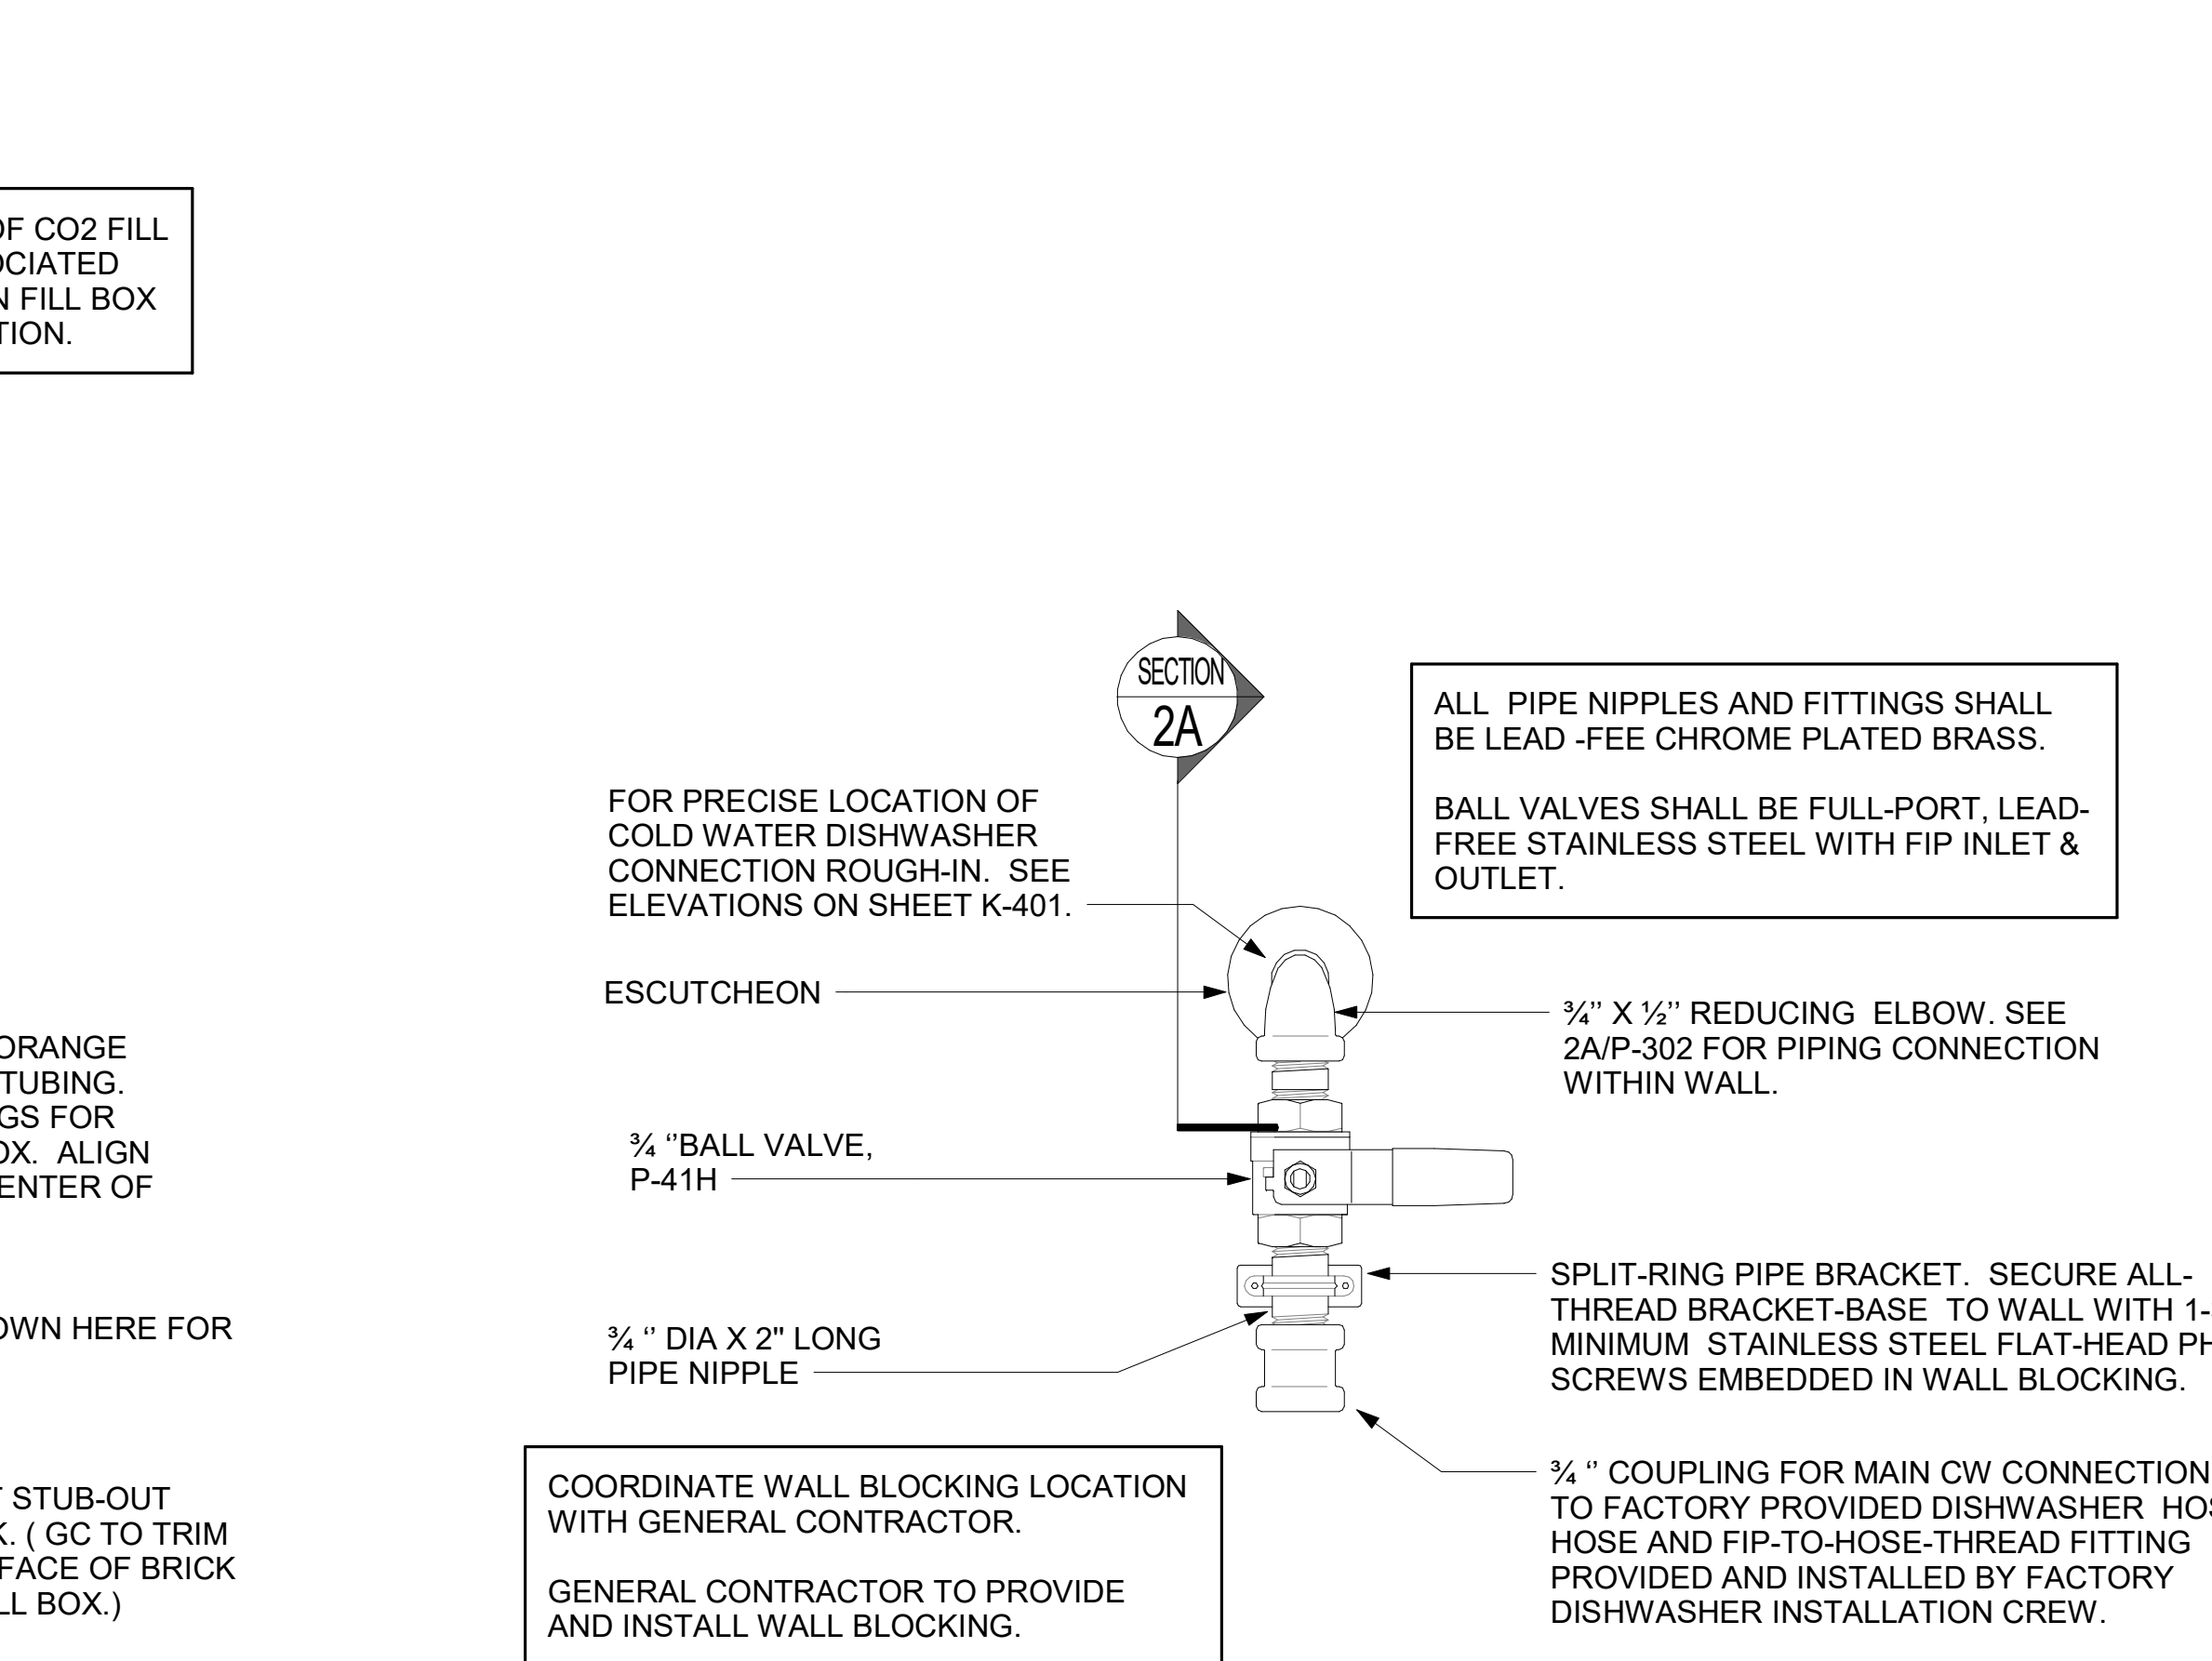 OF CO2 FILL
OCIATED
N FILL BOX
TION.
SECTION
2A
ALL PIPE NIPPLES AND FITTINGS SHALL
BE LEAD -FEE CHROME PLATED BRASS.
BALL VALVES SHALL BE FULL-PORT, LEAD-
FREE STAINLESS STEEL WITH FIP INLET &
OUTLET.
FOR PRECISE LOCATION OF
COLD WATER DISHWASHER
CONNECTION ROUGH-IN. SEE
ELEVATIONS ON SHEET K-401.
ESCUTCHEON
¾’’ X ½’’ REDUCING ELBOW. SEE
2A/P-302 FOR PIPING CONNECTION
WITHIN WALL.
ORANGE
TUBING.
GS FOR
OX. ALIGN
ENTER OF
¾ ‘’BALL VALVE,
P-41H
SPLIT-RING PIPE BRACKET. SECURE ALL-
THREAD BRACKET-BASE TO WALL WITH 1-
MINIMUM STAINLESS STEEL FLAT-HEAD PH
SCREWS EMBEDDED IN WALL BLOCKING.
OWN HERE FOR
¾ ‘’ DIA X 2" LONG
PIPE NIPPLE
¾ ‘’ COUPLING FOR MAIN CW CONNECTION
TO FACTORY PROVIDED DISHWASHER HOS
HOSE AND FIP-TO-HOSE-THREAD FITTING
PROVIDED AND INSTALLED BY FACTORY
DISHWASHER INSTALLATION CREW.
T STUB-OUT
K. ( GC TO TRIM
FACE OF BRICK
LL BOX.)
COORDINATE WALL BLOCKING LOCATION
WITH GENERAL CONTRACTOR.
GENERAL CONTRACTOR TO PROVIDE
AND INSTALL WALL BLOCKING.